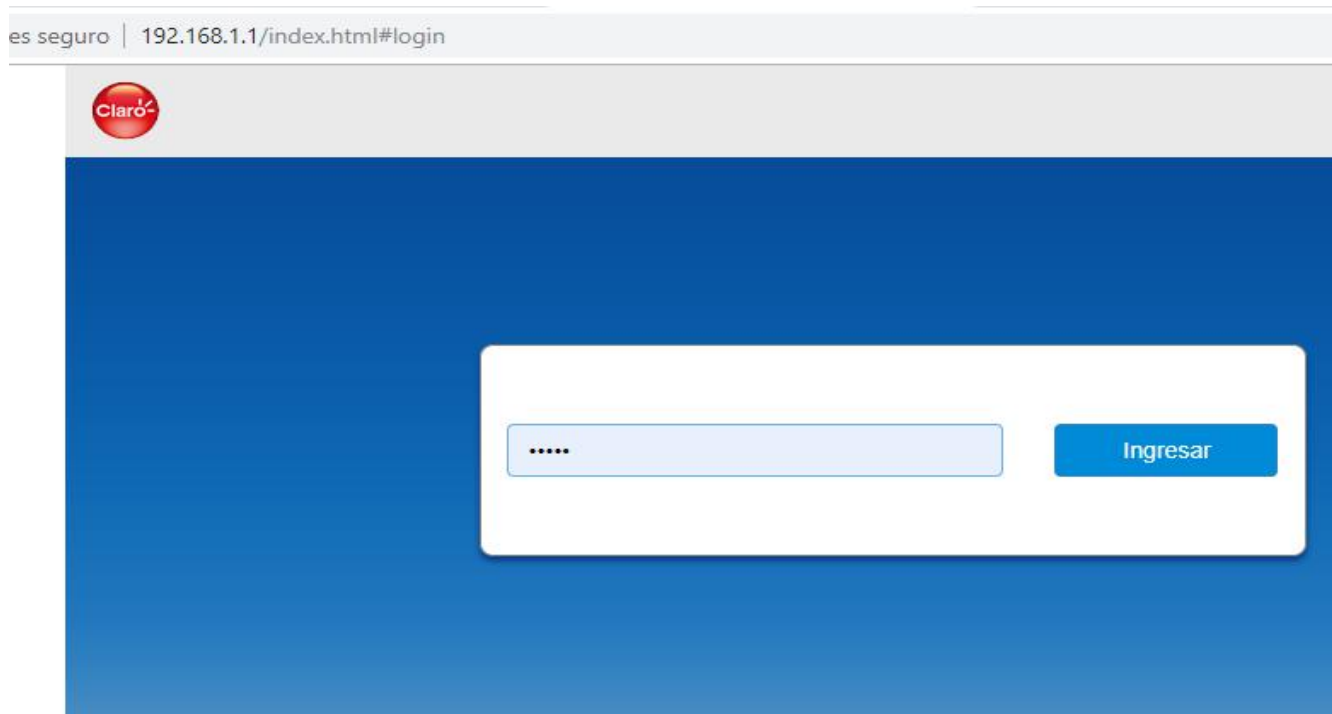 es seguro | 192.168.1.1/index.html#login
Claro
•••••
Ingresar